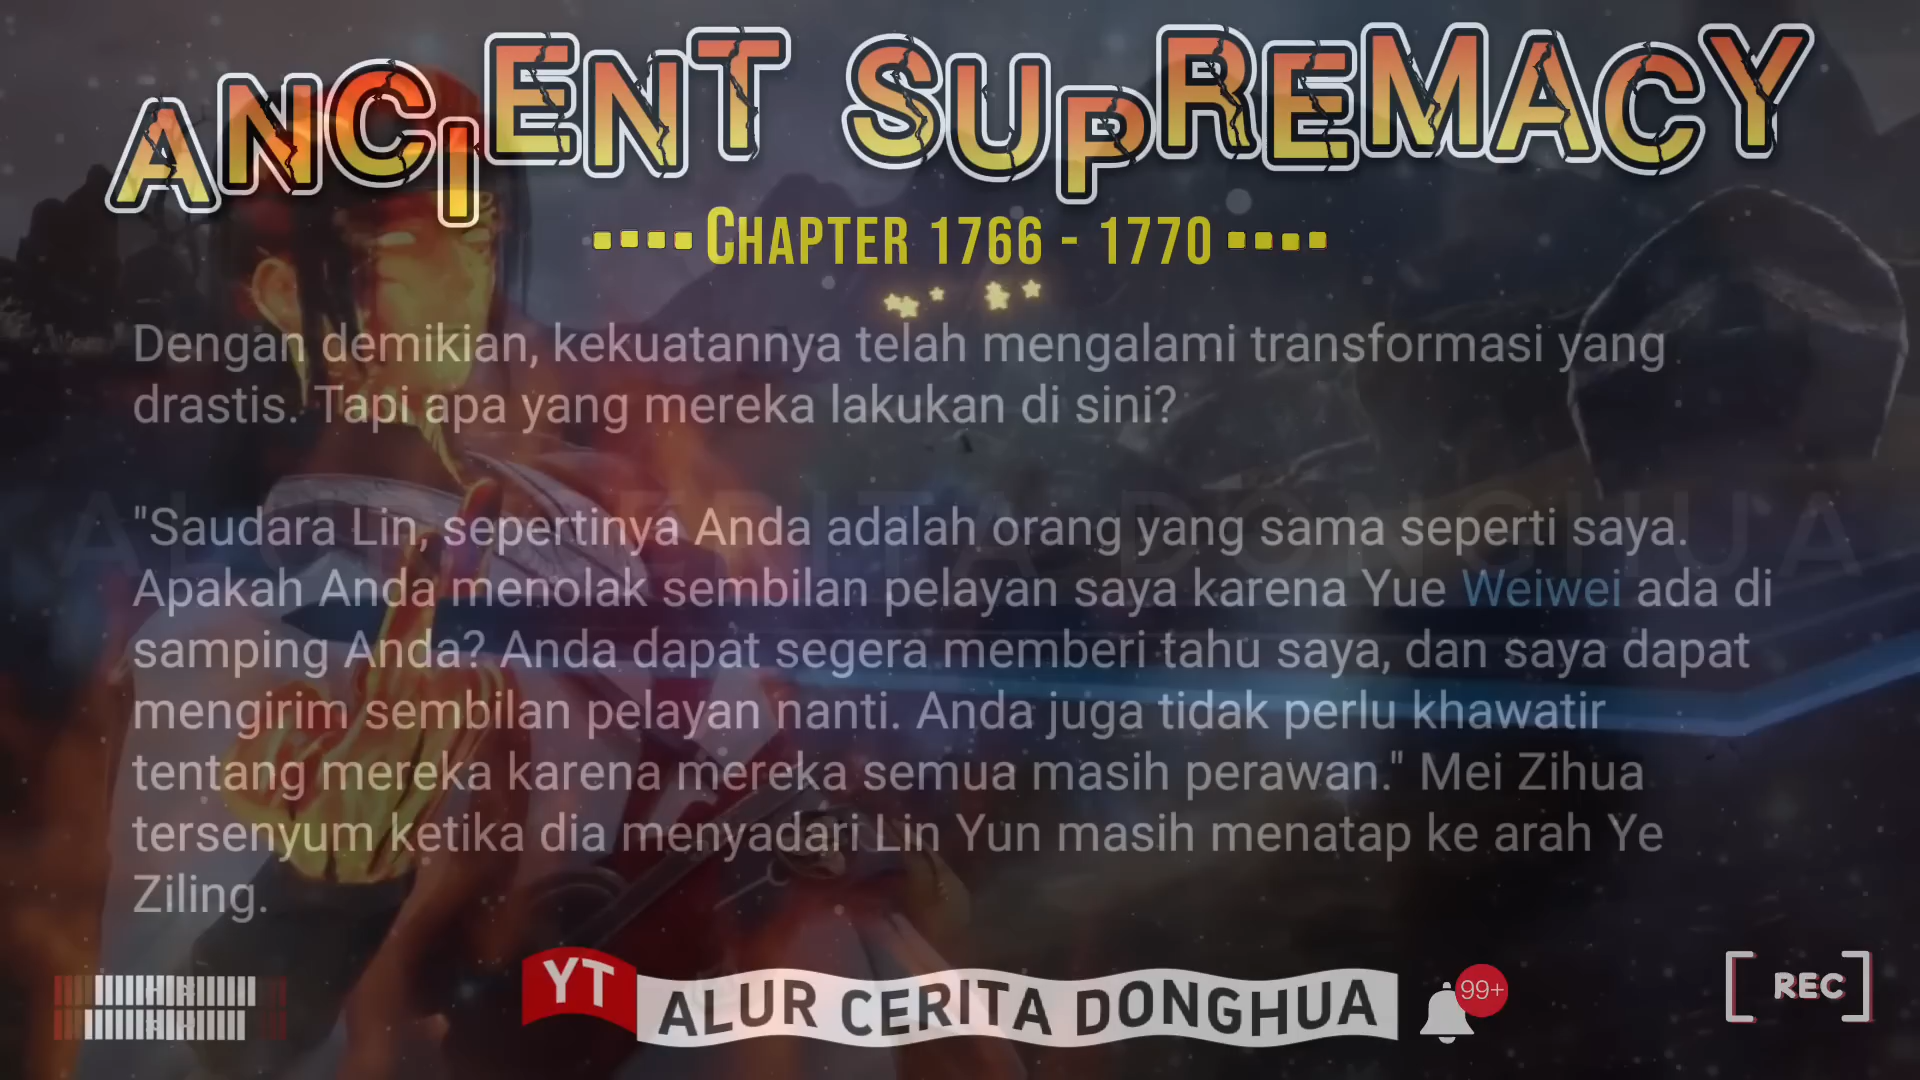 ANCIENT SUPREMACY
CHAPTER 1766 - 1770
Dengan demikian, kekuatannya telah mengalami transformasi yang
drastis. Tapi apa yang mereka lakukan di sini?
"Saudara Lin, sepertinya Anda adalah orang yang sama seperti saya.
Apakah Anda menolak sembilan pelayan saya karena Yue Weiwei ada di
samping Anda? Anda dapat segera memberi tahu saya, dan saya dapat
mengirim sembilan pelayan nanti. Anda juga tidak perlu khawatir
tentang mereka karena mereka semua masih perawan." Mei Zihua
tersenyum ketika dia menyadari Lin Yun masih menatap ke arah Ye
Ziling.
ALUR CERITA DONGHUA
YT ALUR CERITA DONGHUA
99+
REC